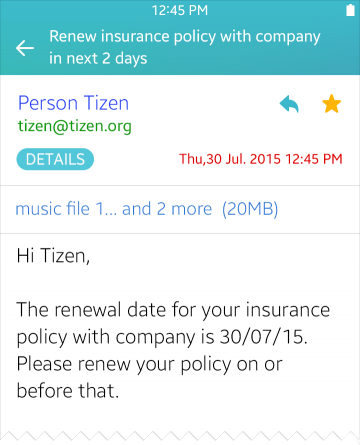 12:45 PM
Renew insurance policy with company
in next 2 days
Person Tizen
tizen@tizen.org
DETAILS
Thu,30 Jul. 2015 12:45 PM
music file 1... and 2 more (20MB)
Hi Tizen,
The renewal date for your insurance
policy with company is 30/07/15.
Please renew your policy on or
before that.